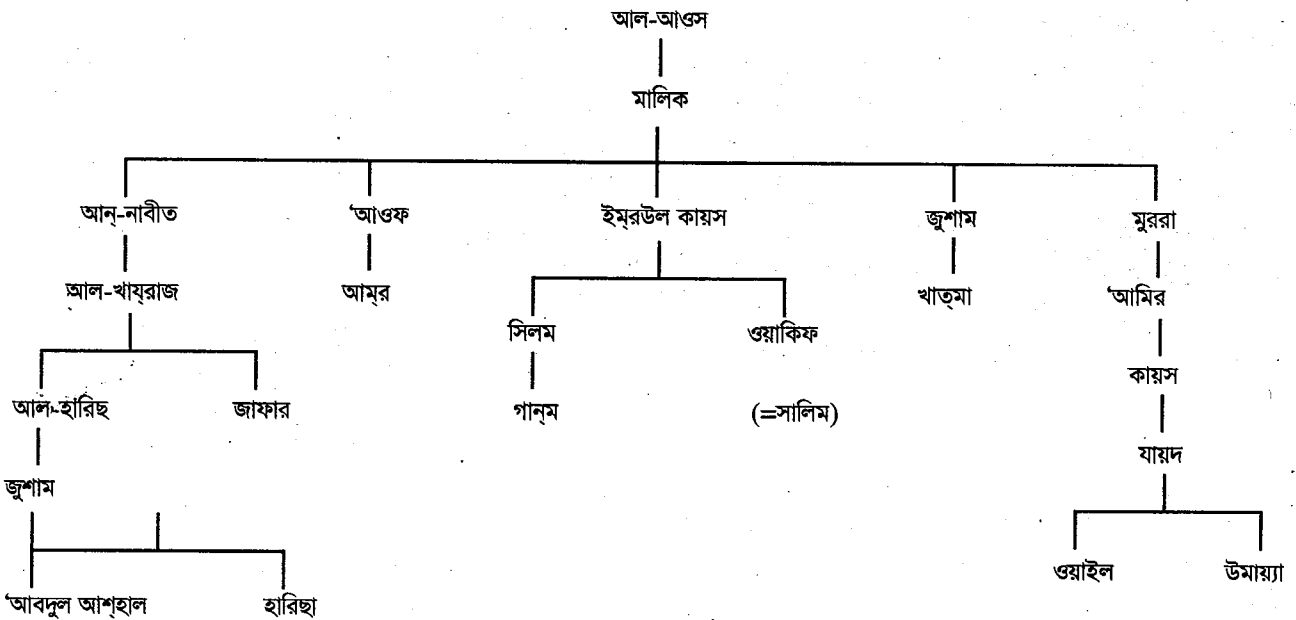 আল-আওস
মালিক
আন্-নাবীত ‘আওফ ইম্রউল কায়স জুশাম মুররা
আল-খায্রাজ আম্র খাত্মা ‘আমির
সিলম ওয়াকিফ
কায়স
আল-হারিছ জাফার গান্ম (=সালিম)
যায়দ
জুশাম
ওয়াইল উমায়্যা
‘আবদুল আশ্হাল হারিছা